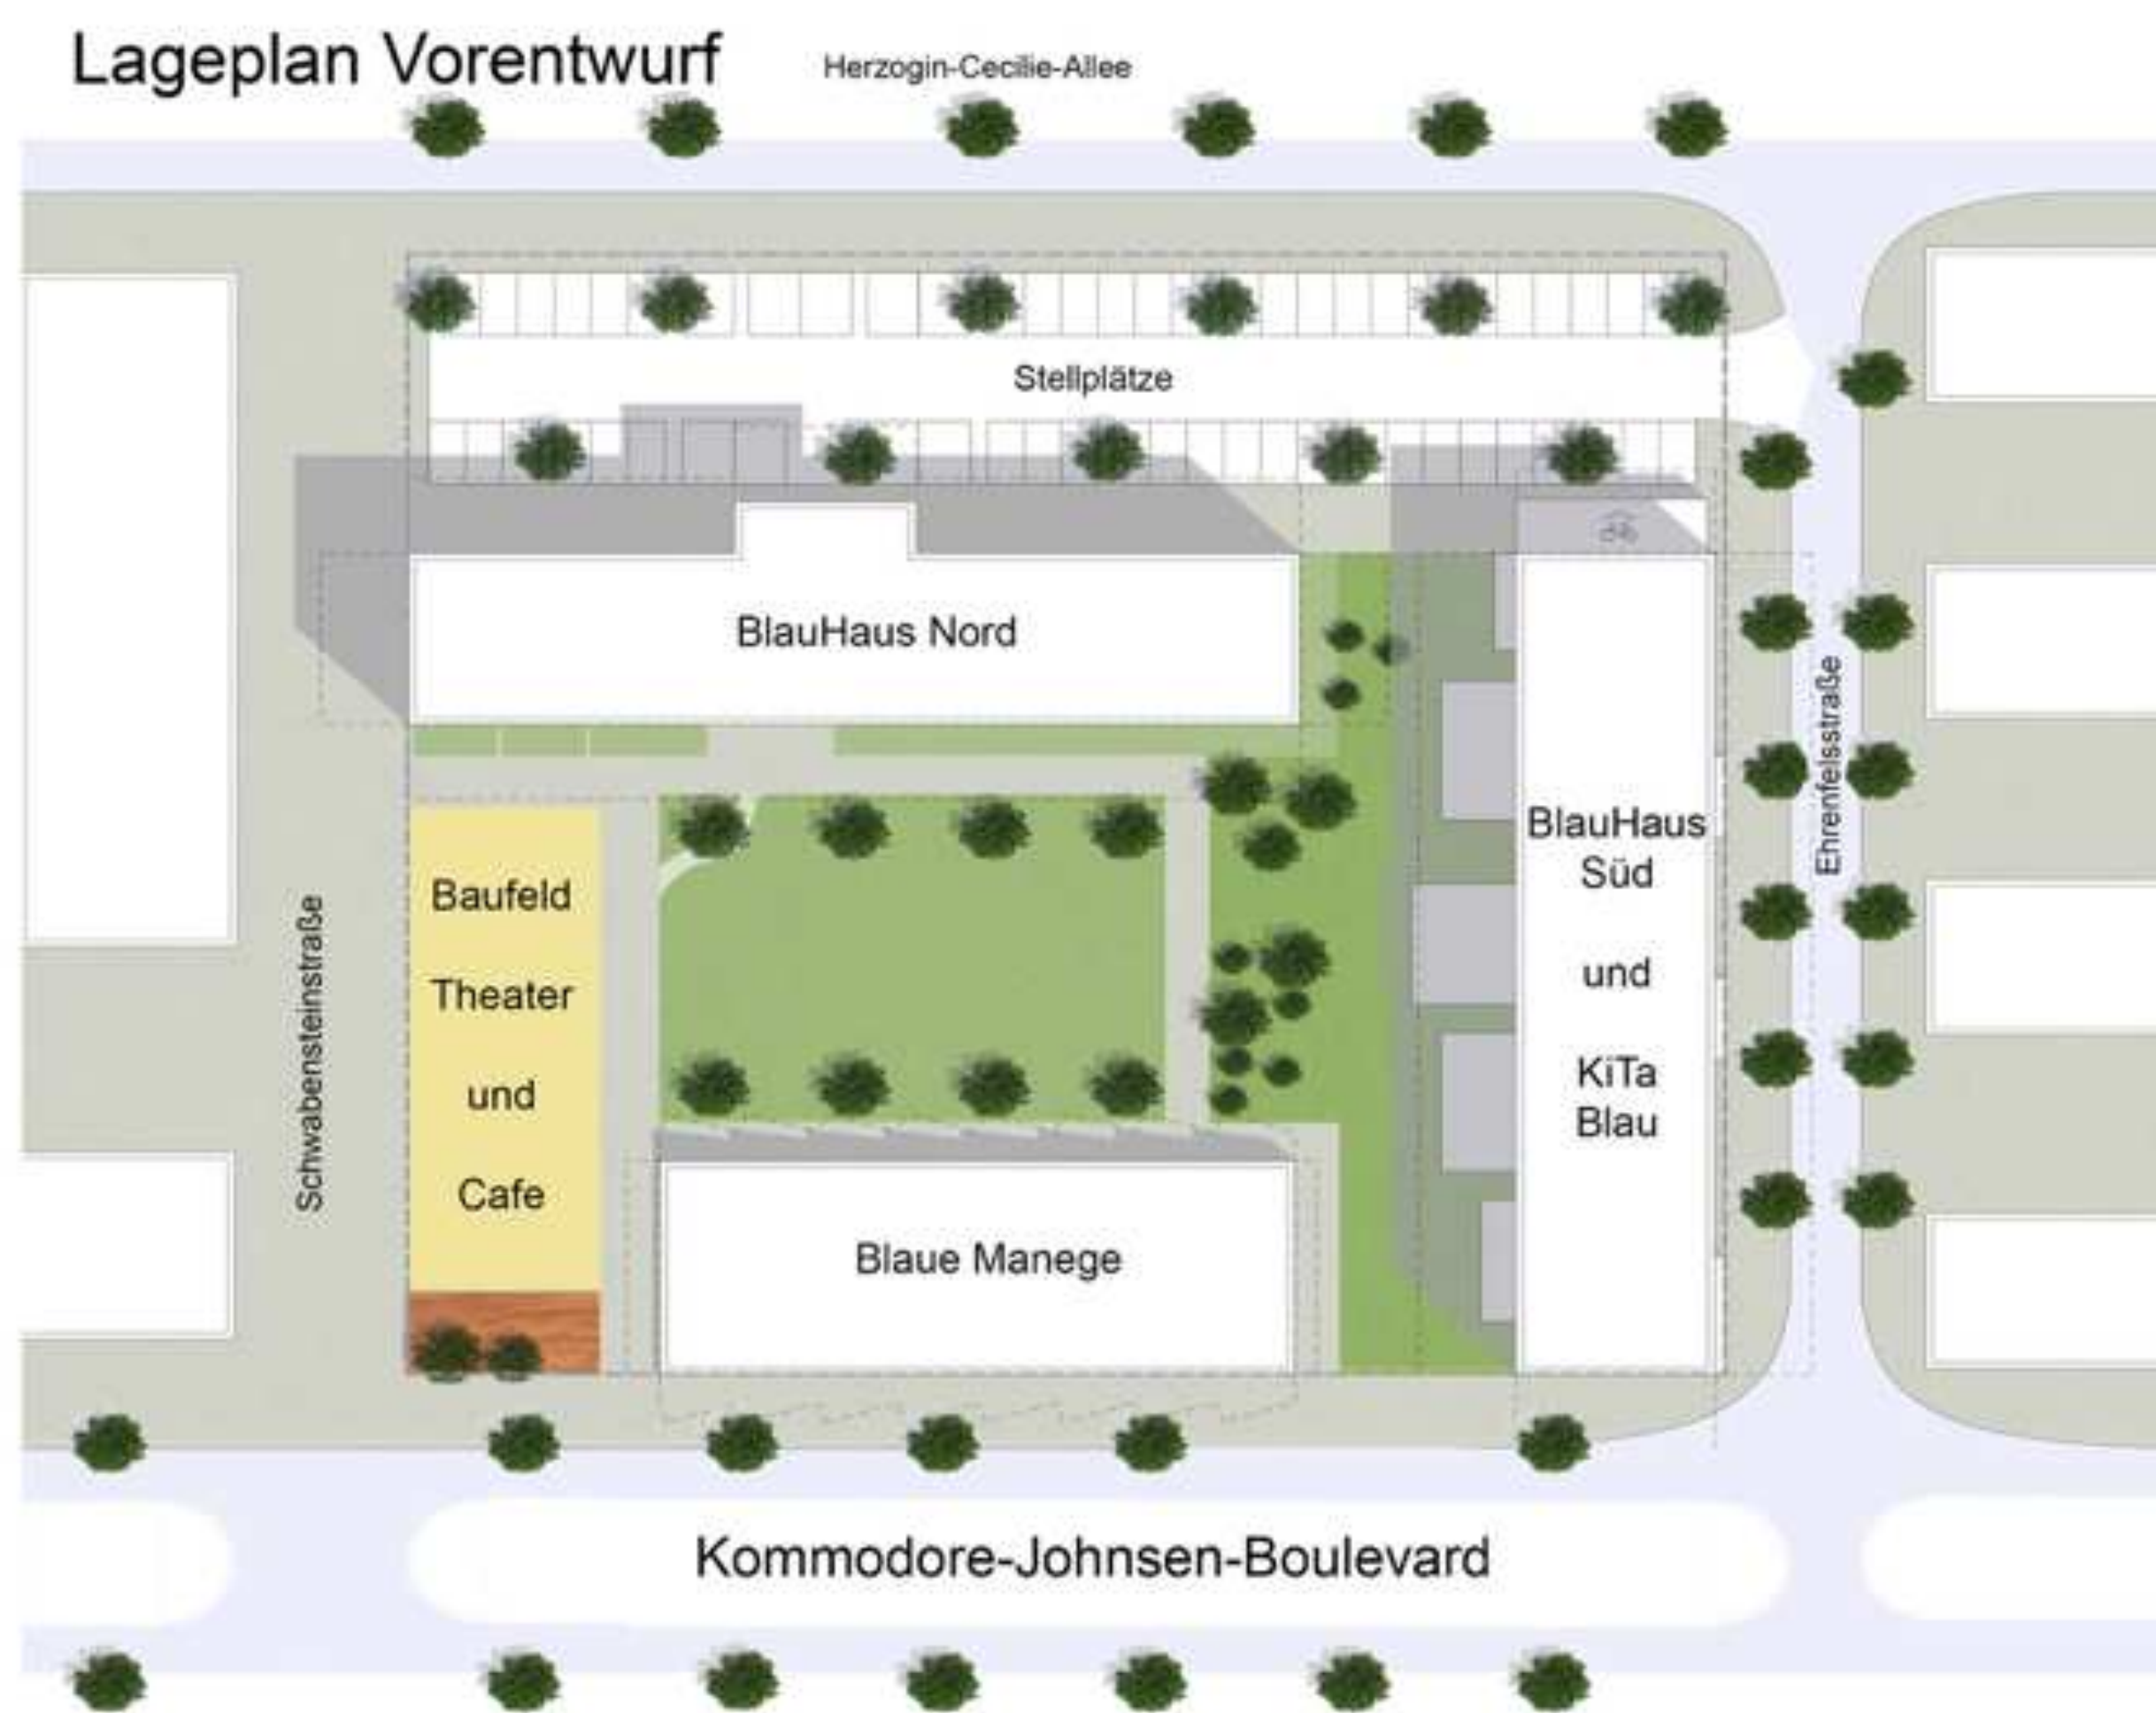 Lageplan Vorentwurf
Herzogin-Cecilie-Allee
Stellplätze
BlauHaus Nord
BlauHaus
Süd
und
KiTa
Blau
Ehrenfelsstraße
Schwabensteinstraße
Baufeld
Theater
und
Cafe
Blaue Manege
Kommodore-Johnsen-Boulevard